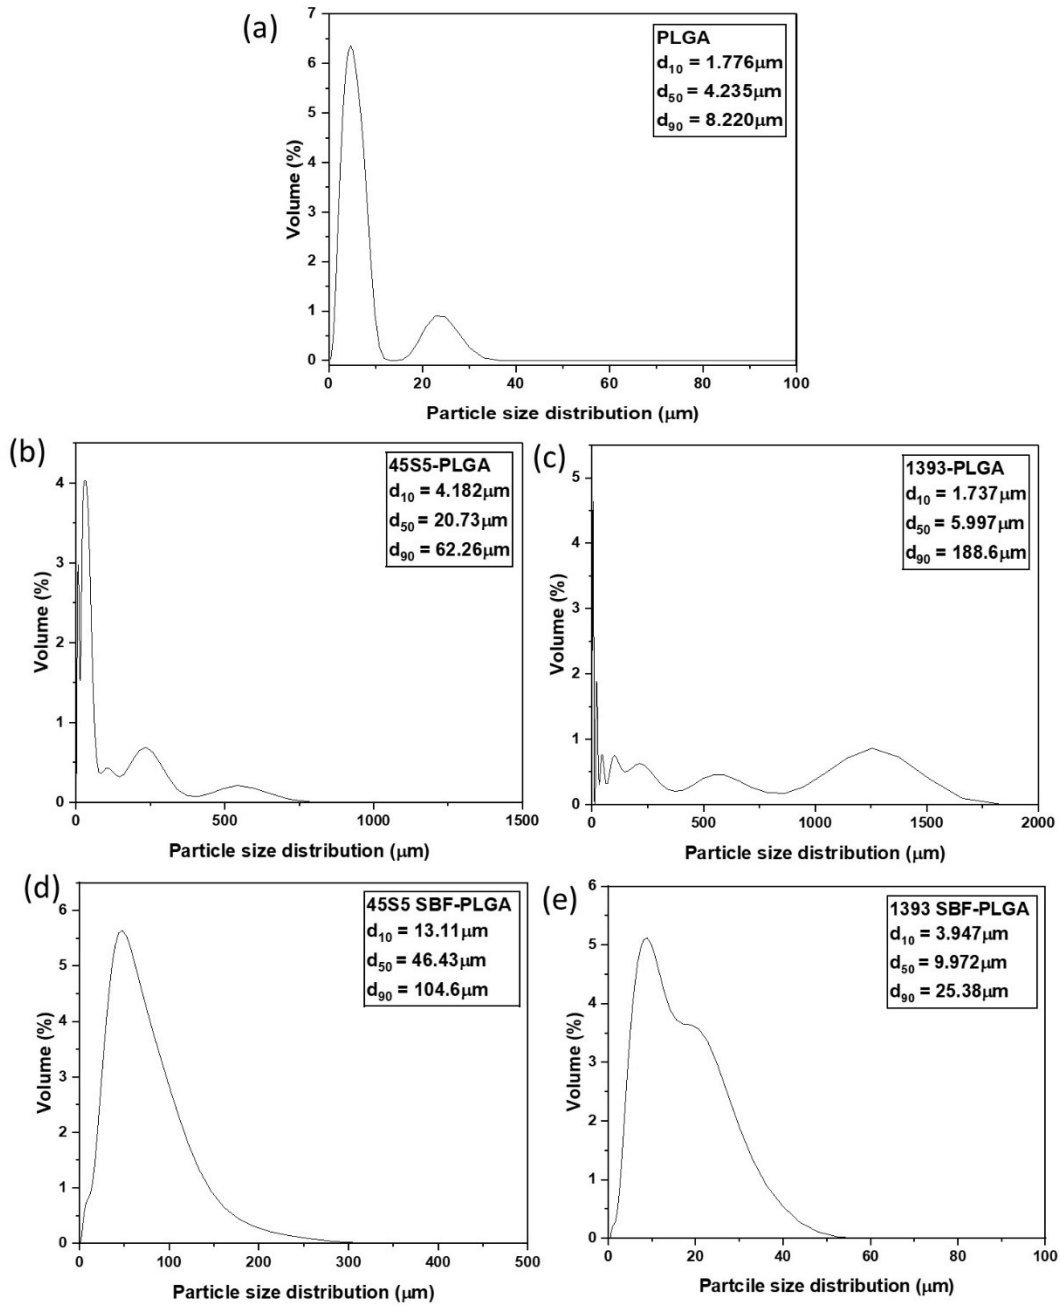 (a)
PLGA
d10 = 1.776μm
d50 = 4.235μm
d90 = 8.220μm
7
6
5
4
3
2
1
0
Volume (%)
0 20 40 60 80 100
Particle size distribution (μm)
(b)
45S5-PLGA
d10 = 4.182μm
d50 = 20.73μm
d90 = 62.26μm
4
3
2
1
0
Volume (%)
0 500 1000 1500
Particle size distribution (μm)
(c)
1393-PLGA
d10 = 1.737μm
d50 = 5.997μm
d90 = 188.6μm
5
4
3
2
1
0
Volume (%)
0 500 1000 1500 2000
Particle size distribution (μm)
(d)
45S5 SBF-PLGA
d10 = 13.11μm
d50 = 46.43μm
d90 = 104.6μm
6
5
4
3
2
1
0
Volume (%)
0 100 200 300 400 500
Particle size distribution (μm)
(e)
1393 SBF-PLGA
d10 = 3.947μm
d50 = 9.972μm
d90 = 25.38μm
6
5
4
3
2
1
0
Volume (%)
0 20 40 60 80 100
Partcile size distribution (μm)